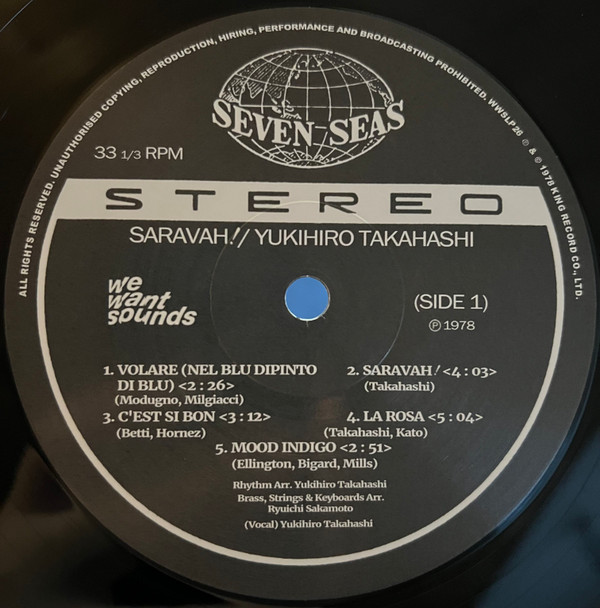 ALL RIGHTS RESERVED. UNAUTHORISED COPYING, REPRODUCTION, HIRING, PERFORMANCE AND BROADCASTING PROHIBITED. WWSLP26 ℗ & © 1978 KING RECORD CO., LTD.
SEVEN SEAS
33 1/3 RPM
STEREO
SARAVAH!/ YUKIHIRO TAKAHASHI
we
want
sounds
(SIDE 1)
℗ 1978
1. VOLARE (NEL BLU DIPINTO
DI BLU) <2 : 26>
(Modugno, Milgiacci)
2. SARAVAH! <4 : 03>
(Takahashi)
3. C'EST SI BON <3 : 12>
(Betti, Hornez)
4. LA ROSA <5 : 04>
(Takahashi, Kato)
5. MOOD INDIGO <2 : 51>
(Ellington, Bigard, Mills)
Rhythm Arr. Yukihiro Takahashi
Brass, Strings & Keyboards Arr.
Ryuichi Sakamoto
(Vocal) Yukihiro Takahashi